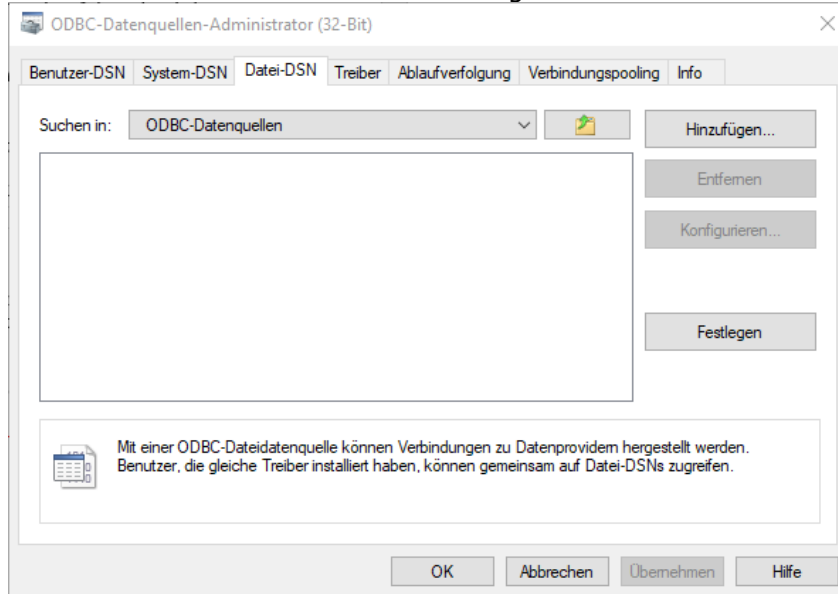 ODBC-Datenquellen-Administrator (32-Bit)
Benutzer-DSN System-DSN Datei-DSN Treiber Ablaufverfolgung Verbindungspooling Info
Suchen in: ODBC-Datenquellen
Hinzufügen...
Entfernen
Konfigurieren...
Festlegen
Mit einer ODBC-Dateidatenquelle können Verbindungen zu Datenprovidern hergestellt werden.
Benutzer, die gleiche Treiber installiert haben, können gemeinsam auf Datei-DSNs zugreifen.
OK Abbrechen Übernehmen Hilfe